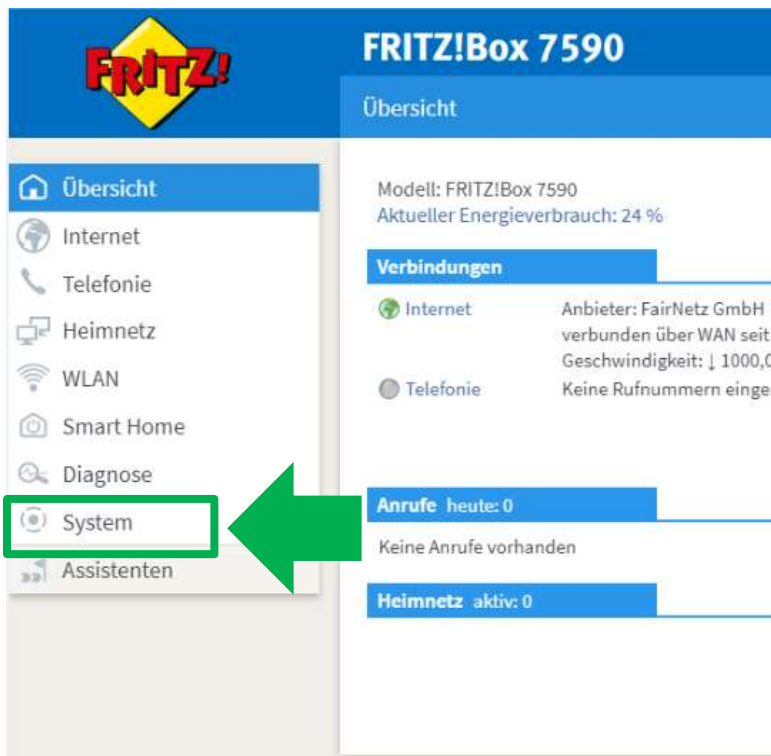 FRITZ!
FRITZ!Box 7590
Übersicht
Übersicht
Internet
Telefonie
Heimnetz
WLAN
Smart Home
Diagnose
System
Assistenten
Modell: FRITZ!Box 7590
Aktueller Energieverbrauch: 24 %
Verbindungen
Internet
Anbieter: FairNetz GmbH
verbunden über WAN seit
Geschwindigkeit: ↓ 1000,0
Telefonie
Keine Rufnummern einge
Anrufe heute: 0
Keine Anrufe vorhanden
Heimnetz aktiv: 0